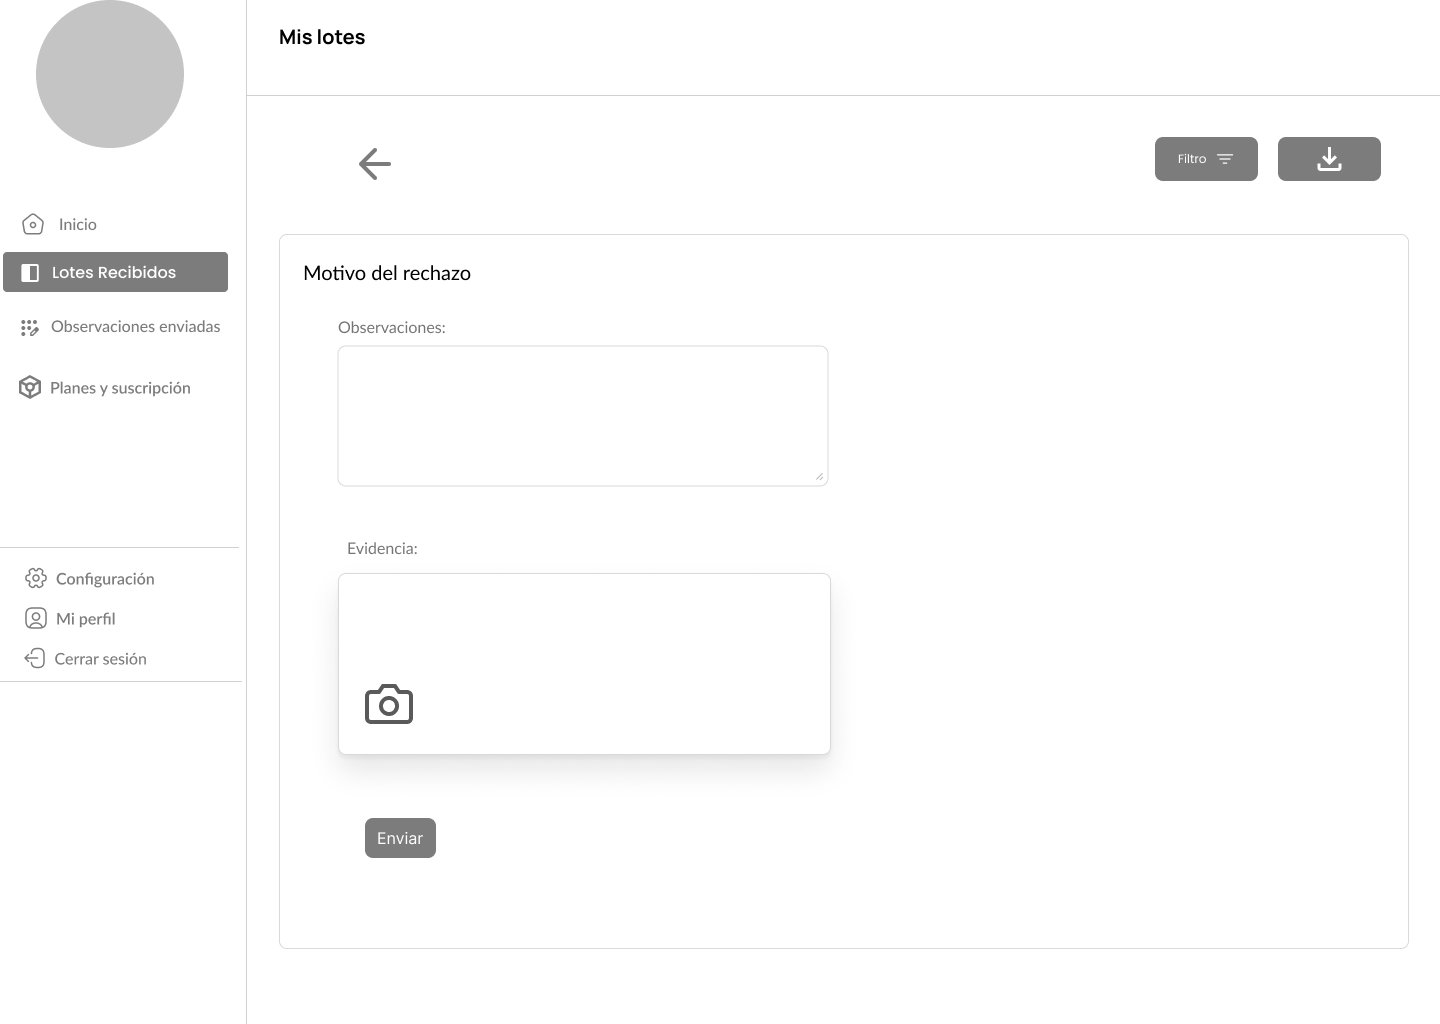 Mis lotes
Filtro
Inicio
Lotes Recibidos
Observaciones enviadas
Planes y suscripción
Configuración
Mi perfil
Cerrar sesión
Motivo del rechazo
Observaciones:
Evidencia:
Enviar